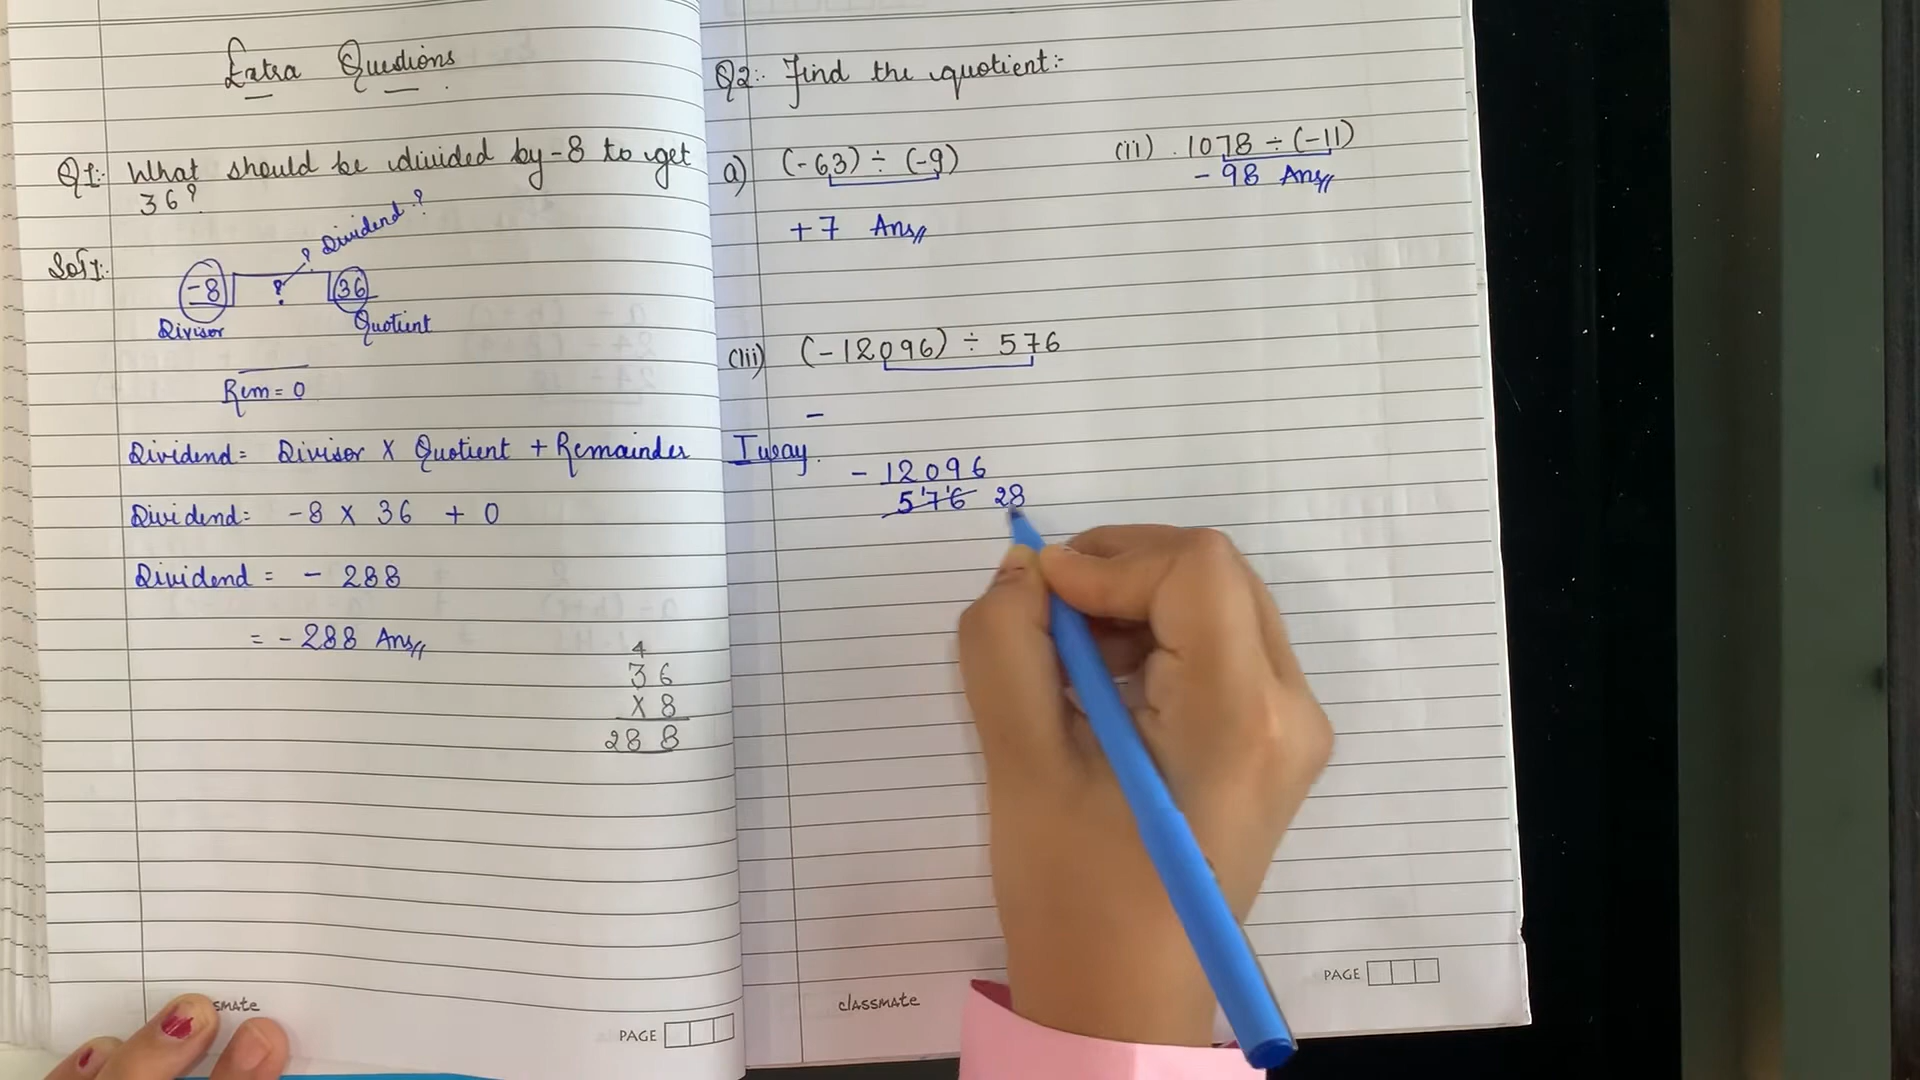 Extra Questions
Q1:- What should be divided by -8 to get
36?
Soln:-
? Dividend?
-8 ? 36
Divisor Quotient
Rem = 0
Dividend = Divisor X Quotient + Remainder
Dividend = -8 X 36 + 0
Dividend = - 288
= - 288 Ans
4
36
X 8
288
smate
PAGE
Q2:- Find the quotient:-
a) (-63) ÷ (-9)
+7 Ans
(ii) . 1078 ÷ (-11)
- 98 Ans
(iii) (-12096) ÷ 576
-
I way
- 12096
576 28
classmate
PAGE